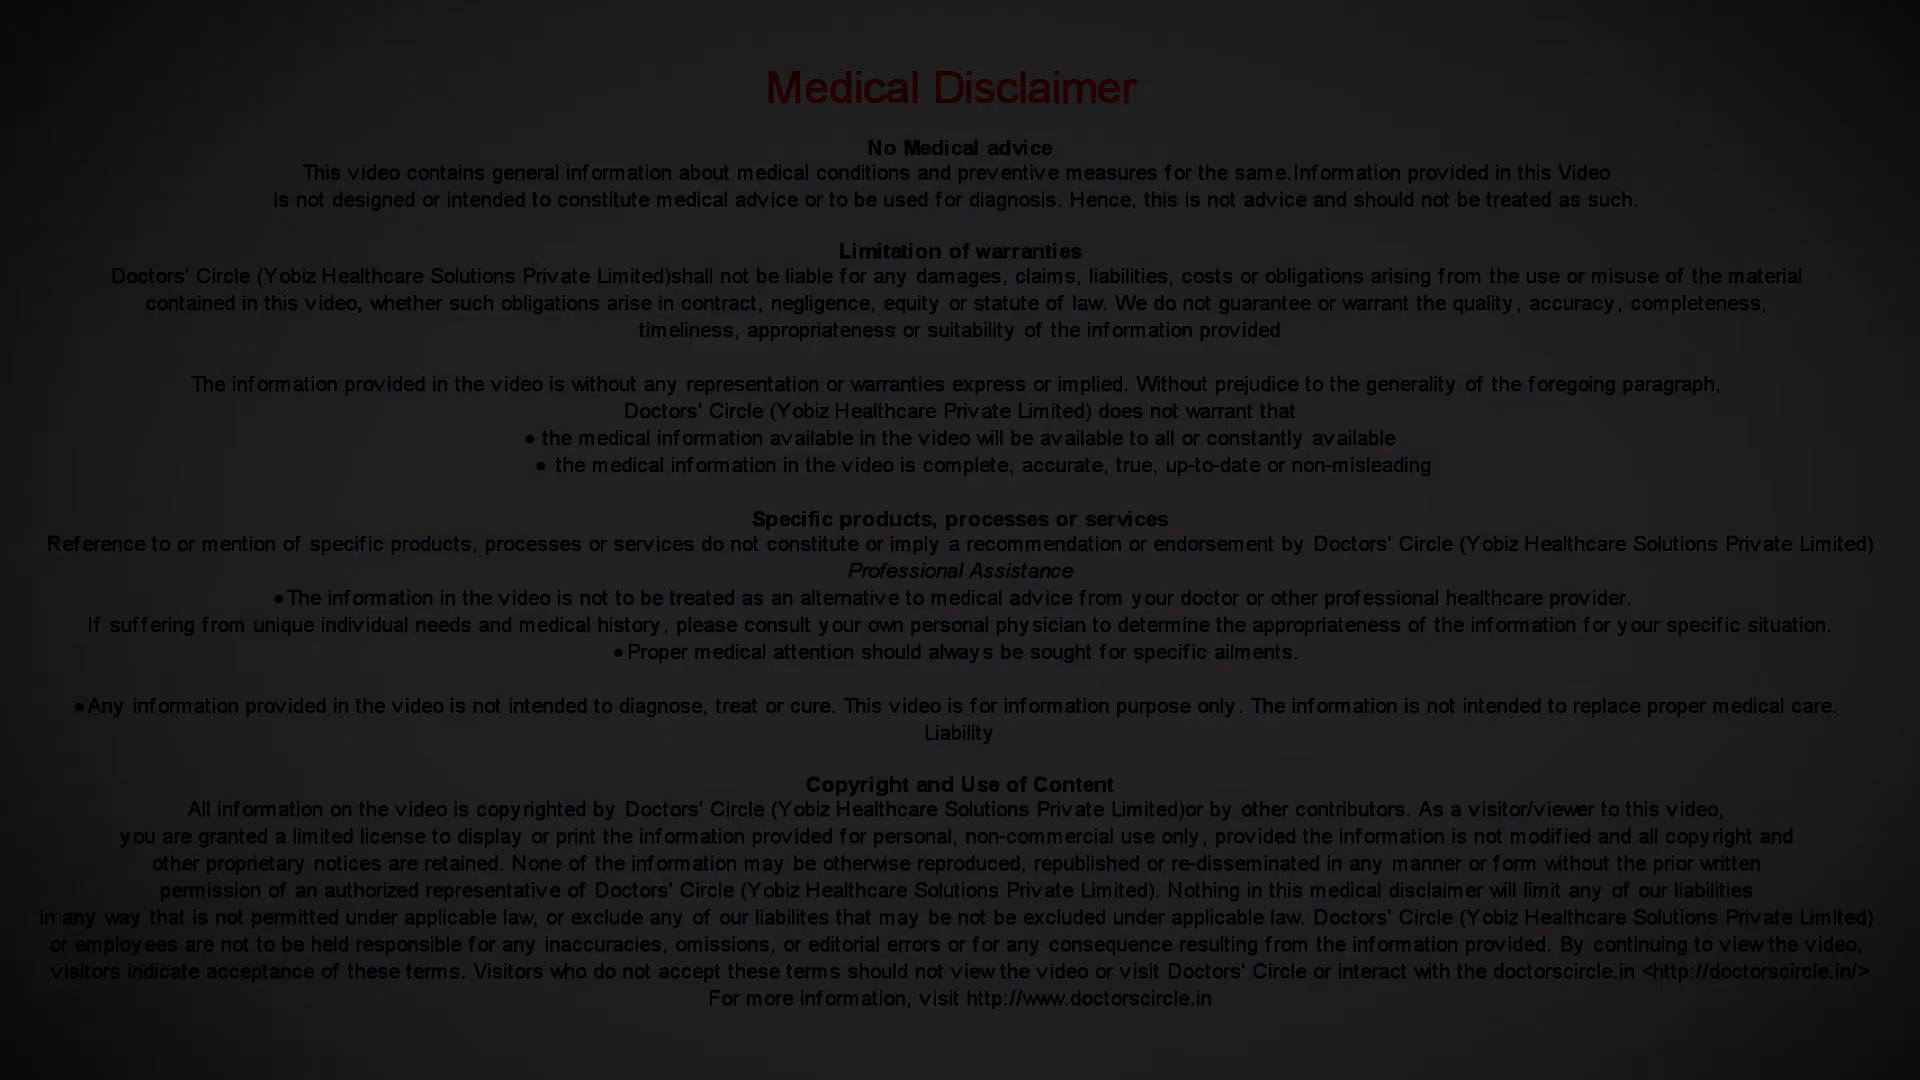 Medical Disclaimer
No Medical advice
This video contains general information about medical conditions and preventive measures for the same.Information provided in this Video
is not designed or intended to constitute medical advice or to be used for diagnosis. Hence, this is not advice and should not be treated as such.
Limitation of warranties
Doctors' Circle (Yobiz Healthcare Solutions Private Limited)shall not be liable for any damages, claims, liabilities, costs or obligations arising from the use or misuse of the material
contained in this video, whether such obligations arise in contract, negligence, equity or statute of law. We do not guarantee or warrant the quality, accuracy, completeness,
timeliness, appropriateness or suitability of the information provided
The information provided in the video is without any representation or warranties express or implied. Without prejudice to the generality of the foregoing paragraph,
Doctors' Circle (Yobiz Healthcare Private Limited) does not warrant that
● the medical information available in the video will be available to all or constantly available
● the medical information in the video is complete, accurate, true, up-to-date or non-misleading
Specific products, processes or services
Reference to or mention of specific products, processes or services do not constitute or imply a recommendation or endorsement by Doctors' Circle (Yobiz Healthcare Solutions Private Limited)
Professional Assistance
●The information in the video is not to be treated as an alternative to medical advice from your doctor or other professional healthcare provider.
If suffering from unique individual needs and medical history, please consult your own personal physician to determine the appropriateness of the information for your specific situation.
●Proper medical attention should always be sought for specific ailments.
●Any information provided in the video is not intended to diagnose, treat or cure. This video is for information purpose only. The information is not intended to replace proper medical care.
Liability
Copyright and Use of Content
All information on the video is copyrighted by Doctors' Circle (Yobiz Healthcare Solutions Private Limited)or by other contributors. As a visitor/viewer to this video,
you are granted a limited license to display or print the information provided for personal, non-commercial use only, provided the information is not modified and all copyright and
other proprietary notices are retained. None of the information may be otherwise reproduced, republished or re-disseminated in any manner or form without the prior written
permission of an authorized representative of Doctors' Circle (Yobiz Healthcare Solutions Private Limited). Nothing in this medical disclaimer will limit any of our liabilities
in any way that is not permitted under applicable law, or exclude any of our liabilites that may be not be excluded under applicable law. Doctors' Circle (Yobiz Healthcare Solutions Private Limited)
or employees are not to be held responsible for any inaccuracies, omissions, or editorial errors or for any consequence resulting from the information provided. By continuing to view the video,
visitors indicate acceptance of these terms. Visitors who do not accept these terms should not view the video or visit Doctors' Circle or interact with the doctorscircle.in <http://doctorscircle.in/>
For more information, visit http://www.doctorscircle.in